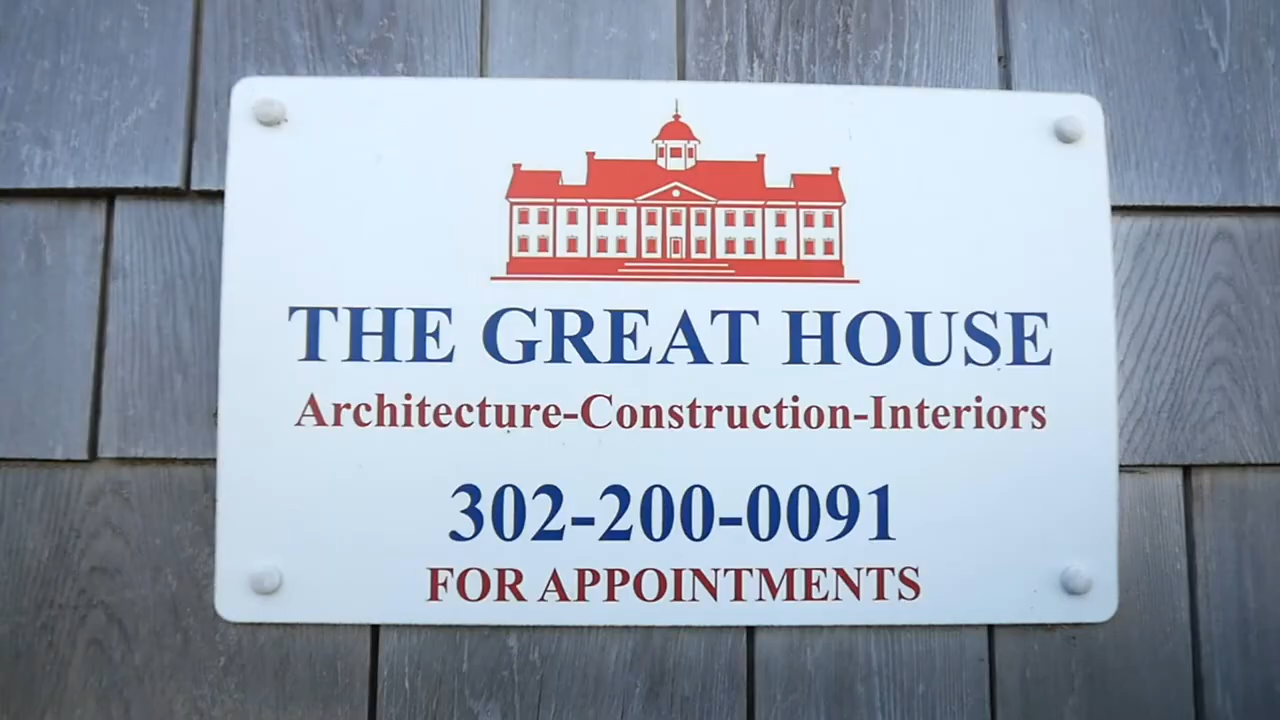 THE GREAT HOUSE
Architecture-Construction-Interiors
302-200-0091
FOR APPOINTMENTS